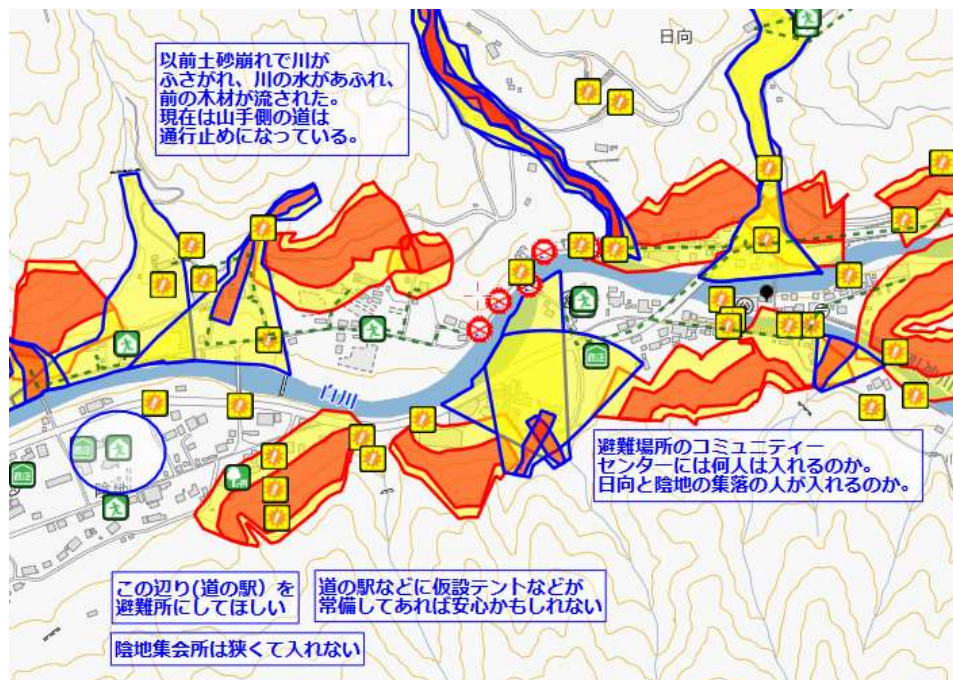 以前土砂崩れで川が
ふさがれ、川の水があふれ、
前の木材が流された。
現在は山手側の道は
通行止めになっている。
日向
白川
避難場所のコミュニティー
センターには何人は入れるのか。
日向と陰地の集落の人が入れるのか。
この辺り(道の駅）を
避難所にしてほしい
道の駅などに仮設テントなどが
常備してあれば安心かもしれない
陰地集会所は狭くて入れない